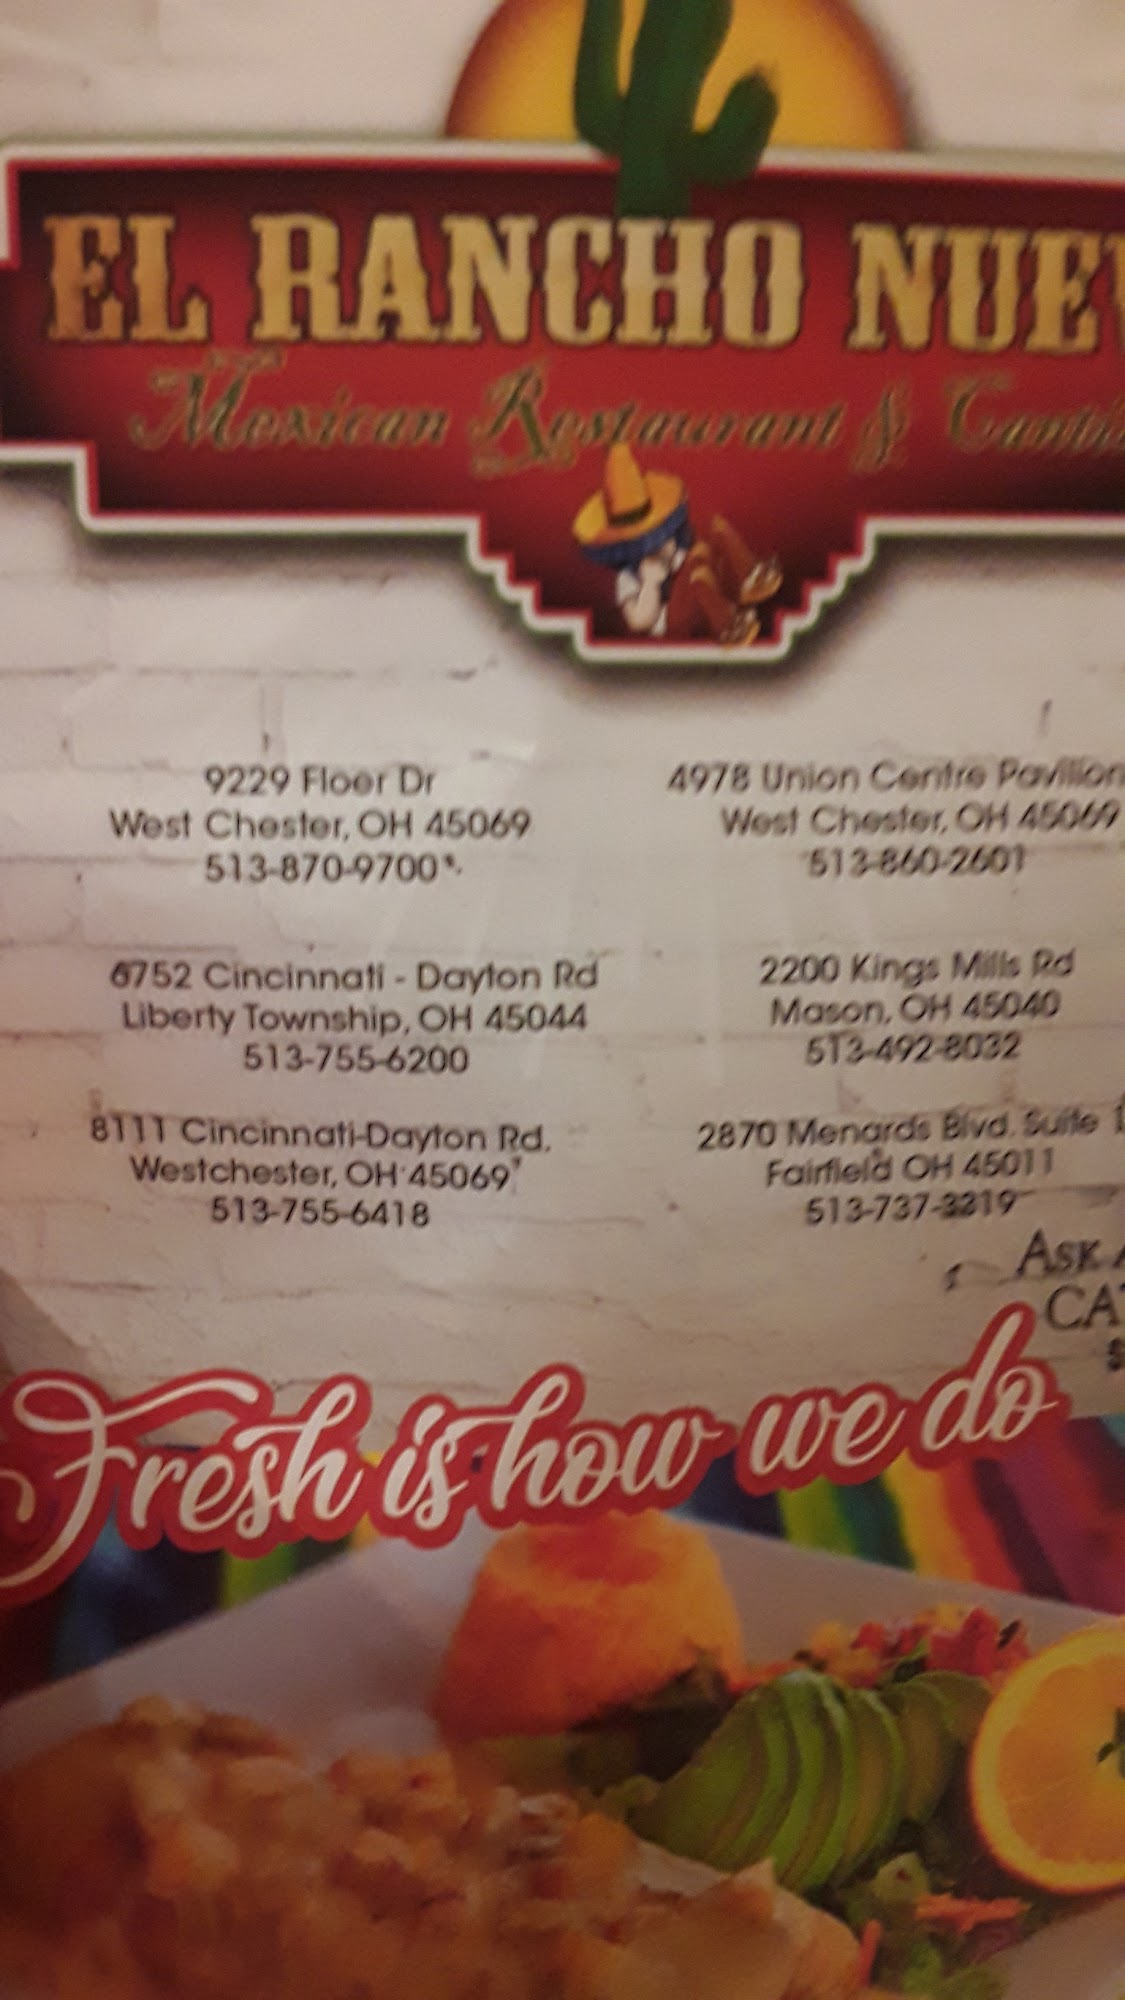 EL RANCHO NUEV
Mexican Restaurant &
9229 Floer Dr
West Chester, OH 45069
513-870-9700
4978 Union Centre Pavilion
West Chester, OH 45069
513-860-2601
6752 Cincinnati - Dayton Rd
Liberty Township, OH 45044
513-755-6200
2200 Kings Mills Rd
Mason, OH 45040
513-492-8032
8111 Cincinnati-Dayton Rd.
Westchester, OH 45069
513-755-6418
2870 Menards Blvd. Suite
Fairfield OH 45011
513-737-3319
ASK
Fresh is how we do